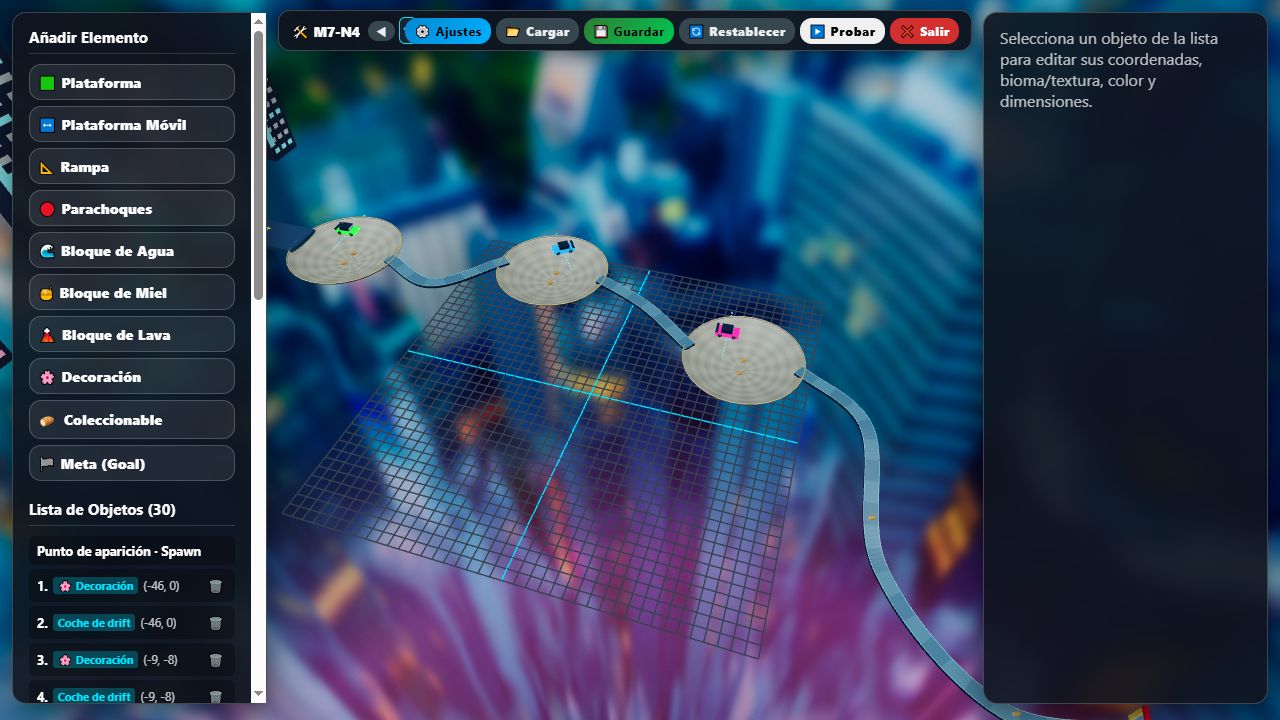 Añadir Elemento
Plataforma
Plataforma Móvil
Rampa
Parachoques
Bloque de Agua
Bloque de Miel
Bloque de Lava
Decoración
Coleccionable
Meta (Goal)
Lista de Objetos (30)
Punto de aparición - Spawn
1. Decoración (-46, 0)
2. Coche de drift (-46, 0)
3. Decoración (-9, -8)
4. Coche de drift (-9, -8)
M7-N4 Ajustes Cargar Guardar Restablecer Probar Salir
Selecciona un objeto de la lista
para editar sus coordenadas,
bioma/textura, color y
dimensiones.